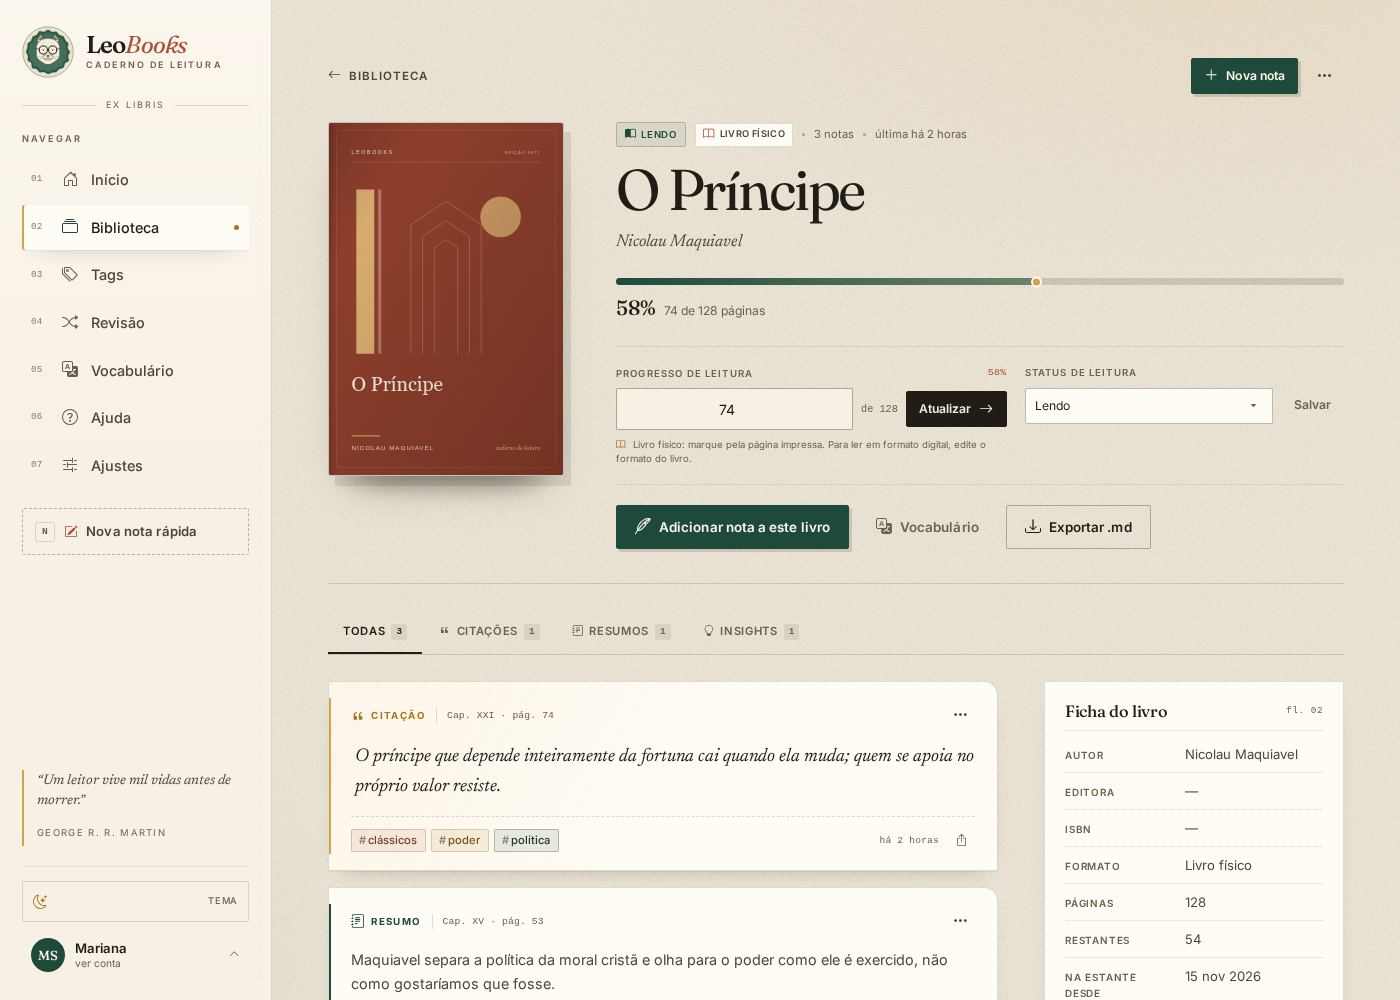 LeoBooks
CADERNO DE LEITURA
EX LIBRIS
NAVEGAR
01 Início
02 Biblioteca
03 Tags
04 Revisão
05 Vocabulário
06 Ajuda
07 Ajustes
N Nova nota rápida
“Um leitor vive mil vidas antes de
morrer.”
GEORGE R. R. MARTIN
TEMA
MS Mariana
ver conta
← BIBLIOTECA
+ Nova nota
LEOBOOKS
O Príncipe
NICOLAU MAQUIAVEL
caderno de leitura
LENDO LIVRO FÍSICO • 3 notas • última há 2 horas
O Príncipe
Nicolau Maquiavel
58% 74 de 128 páginas
PROGRESSO DE LEITURA 58%
74 de 128 Atualizar →
Livro físico: marque pela página impressa. Para ler em formato digital, edite o
formato do livro.
STATUS DE LEITURA
Lendo Salvar
Adicionar nota a este livro Vocabulário Exportar .md
TODAS 3 CITAÇÕES 1 RESUMOS 1 INSIGHTS 1
CITAÇÃO Cap. XXI · pág. 74
O príncipe que depende inteiramente da fortuna cai quando ela muda; quem se apoia no
próprio valor resiste.
#clássicos #poder #política há 2 horas
RESUMO Cap. XV · pág. 53
Maquiavel separa a política da moral cristã e olha para o poder como ele é exercido, não
como gostaríamos que fosse.
Ficha do livro fl. 02
AUTOR Nicolau Maquiavel
EDITORA —
ISBN —
FORMATO Livro físico
PÁGINAS 128
RESTANTES 54
NA ESTANTE 15 nov 2026
DESDE